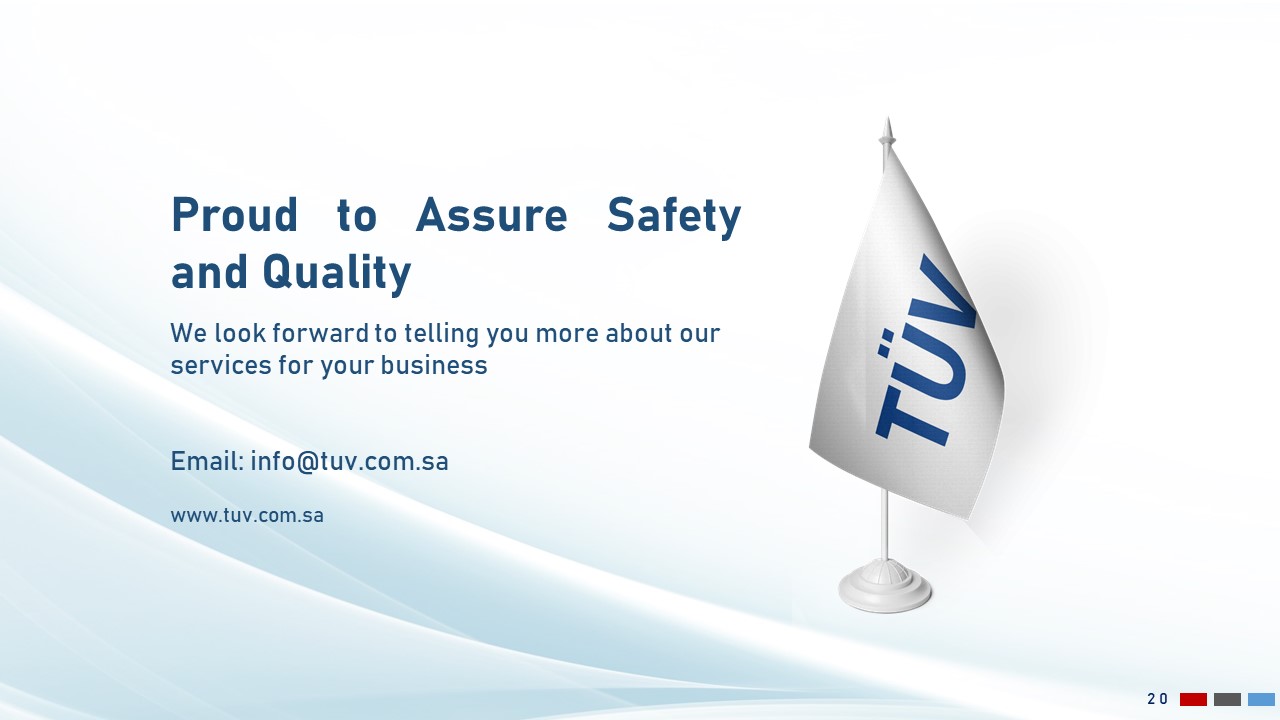 Proud to Assure Safety
and Quality
We look forward to telling you more about our
services for your business
Email: info@tuv.com.sa
www.tuv.com.sa
TÜV
20